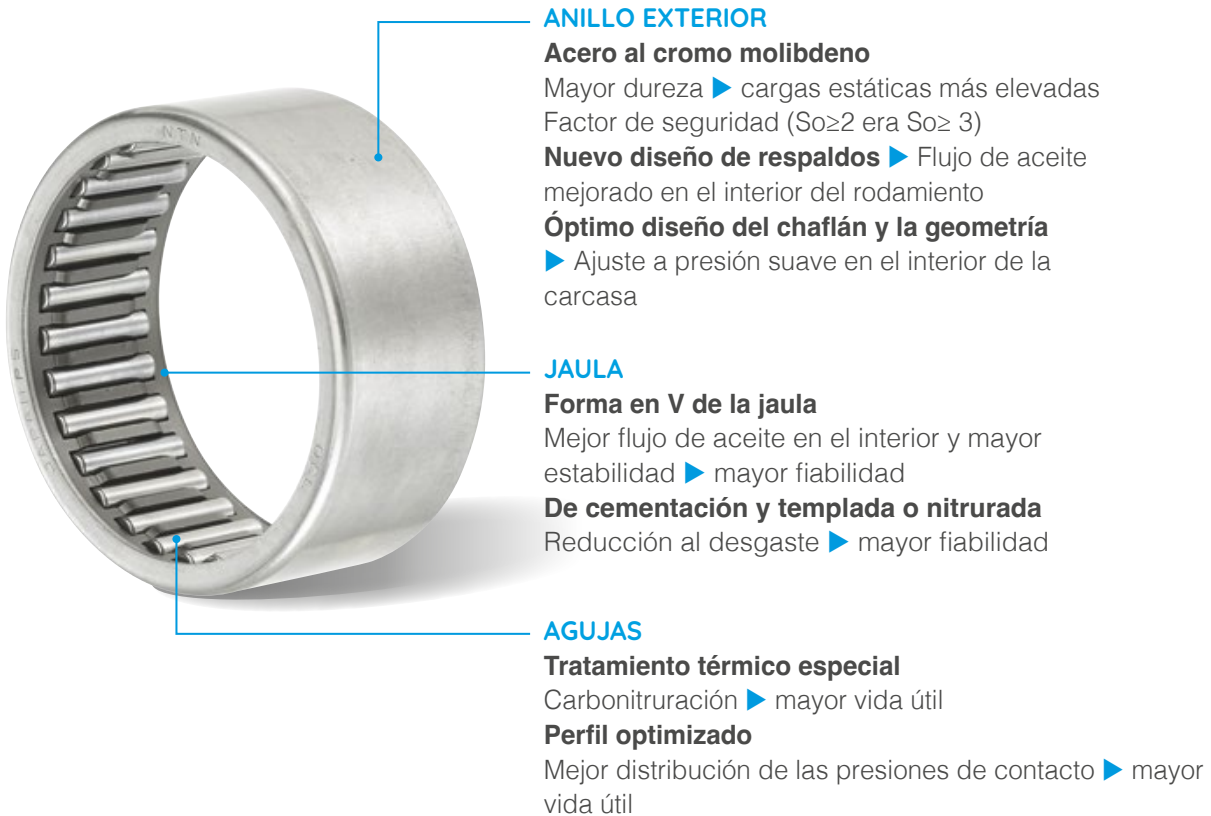 ANILLO EXTERIOR
Acero al cromo molibdeno
Mayor dureza ▶ cargas estáticas más elevadas
Factor de seguridad (So≥2 era So≥ 3)
Nuevo diseño de respaldos ▶ Flujo de aceite
mejorado en el interior del rodamiento
Óptimo diseño del chaflán y la geometría
▶ Ajuste a presión suave en el interior de la
carcasa
JAULA
Forma en V de la jaula
Mejor flujo de aceite en el interior y mayor
estabilidad ▶ mayor fiabilidad
De cementación y templada o nitrurada
Reducción al desgaste ▶ mayor fiabilidad
AGUJAS
Tratamiento térmico especial
Carbonitruración ▶ mayor vida útil
Perfil optimizado
Mejor distribución de las presiones de contacto ▶ mayor
vida útil
NTN